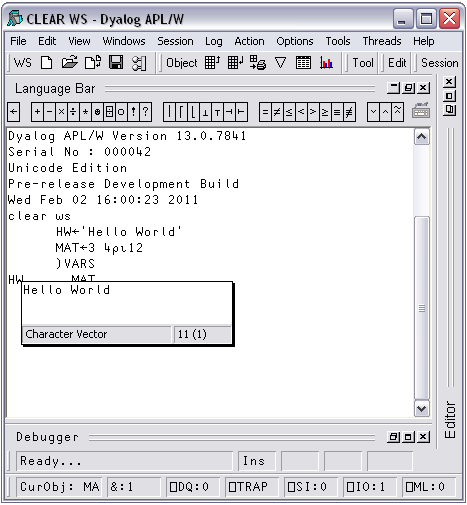 CLEAR WS - Dyalog APL/W
File Edit View Windows Session Log Action Options Tools Threads Help
WS Object Tool Edit Session
Language Bar
← + - × ÷ * ⍟ ⌹ ○ ! ? | ⌈ ⌊ ⊥ ⊤ ⊣ ⊢ = ≠ ≤ < > ≥ ≡ ≢ ∨ ∧ ⍲
Dyalog APL/W Version 13.0.7841
Serial No : 000042
Unicode Edition
Pre-release Development Build
Wed Feb 02 16:00:23 2011
clear ws
HW←'Hello World'
MAT←3 4⍴⍳12
)VARS
HW MAT
Hello World
Character Vector 11 (1)
Editor
Debugger
Ready... Ins
CurObj: MA &:1 ⎕DQ:0 ⎕TRAP ⎕SI:0 ⎕IO:1 ⎕ML:0